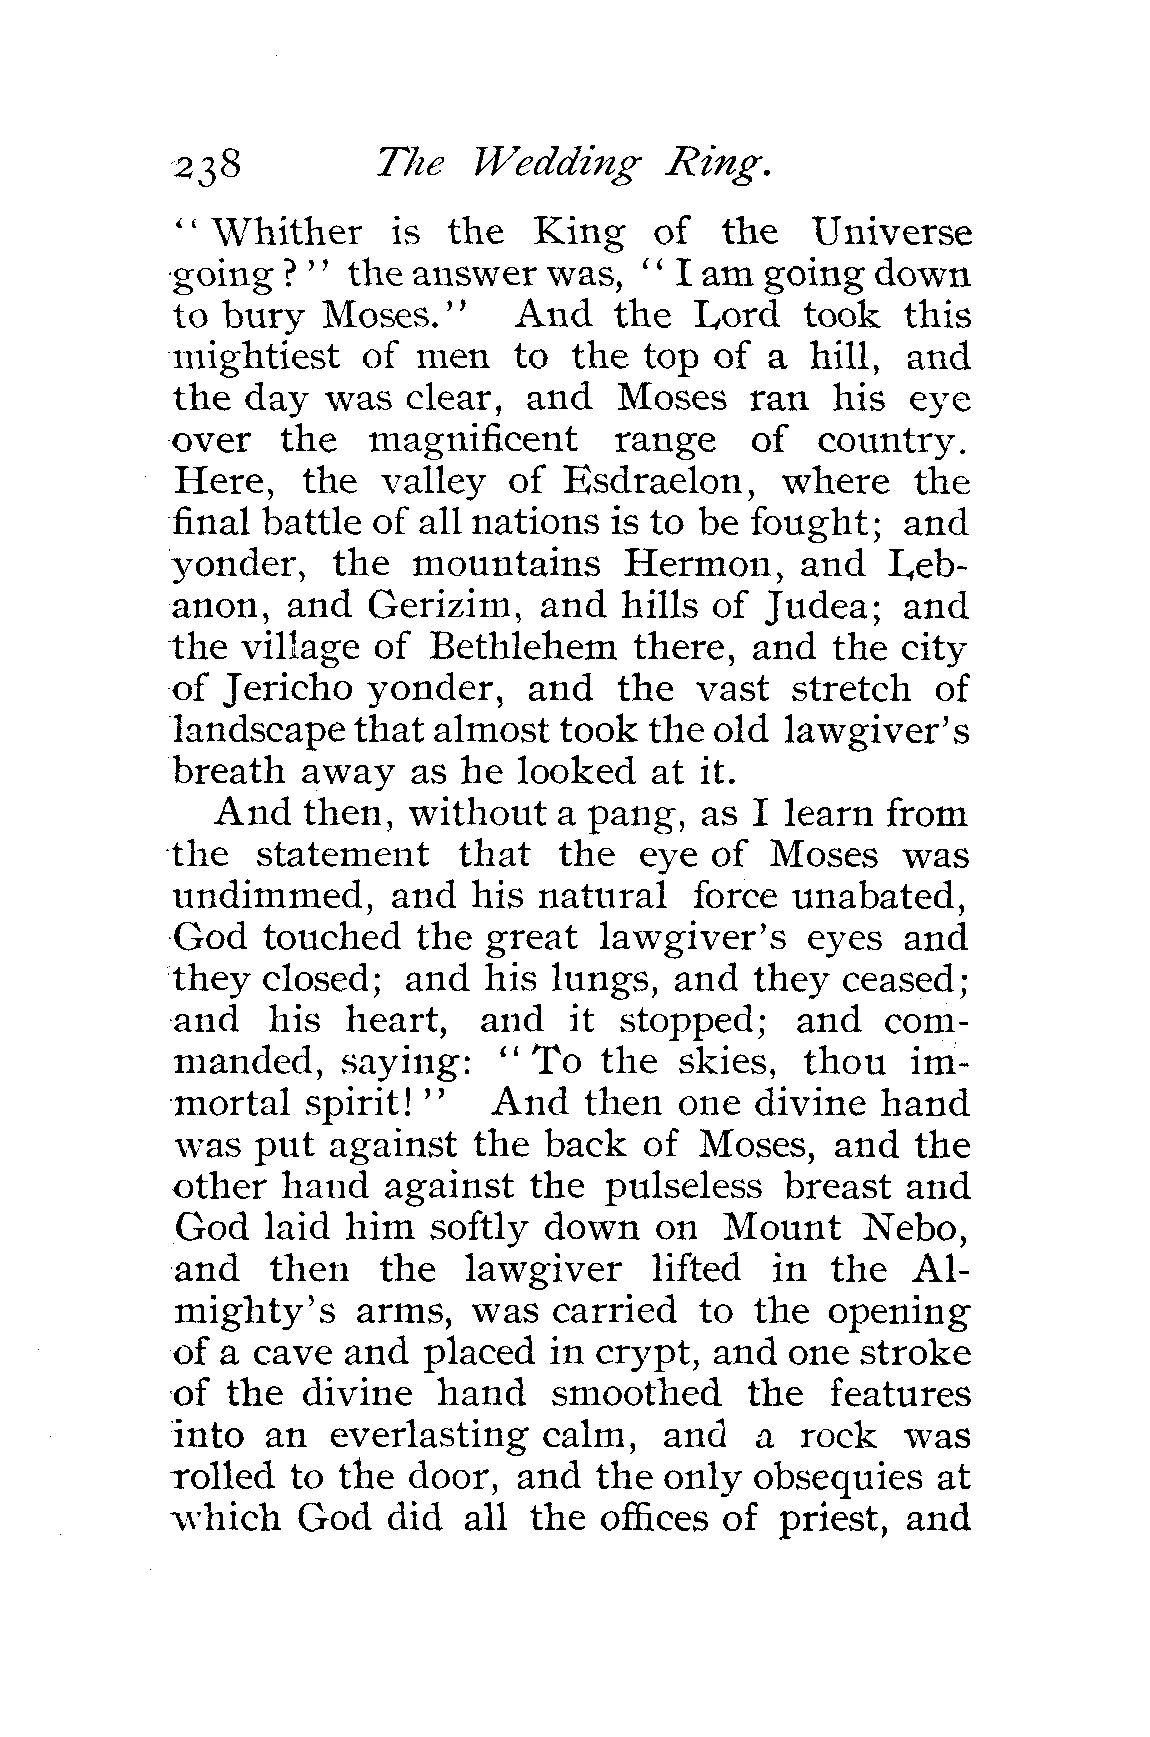 238 The Wedding Ring.
“ Whither is the King of the Universe
going ? ” the answer was, “ I am going down
to bury Moses.” And the Lord took this
mightiest of men to the top of a hill, and
the day was clear, and Moses ran his eye
over the magnificent range of country.
Here, the valley of Esdraelon, where the
final battle of all nations is to be fought; and
yonder, the mountains Hermon, and Leb-
anon, and Gerizim, and hills of Judea; and
the village of Bethlehem there, and the city
of Jericho yonder, and the vast stretch of
landscape that almost took the old lawgiver's
breath away as he looked at it.
And then, without a pang, as I learn from
the statement that the eye of Moses was
undimmed, and his natural force unabated,
God touched the great lawgiver's eyes and
they closed; and his lungs, and they ceased;
and his heart, and it stopped; and com-
manded, saying: “ To the skies, thou im-
mortal spirit! ” And then one divine hand
was put against the back of Moses, and the
other hand against the pulseless breast and
God laid him softly down on Mount Nebo,
and then the lawgiver lifted in the Al-
mighty's arms, was carried to the opening
of a cave and placed in crypt, and one stroke
of the divine hand smoothed the features
into an everlasting calm, and a rock was
rolled to the door, and the only obsequies at
which God did all the offices of priest, and